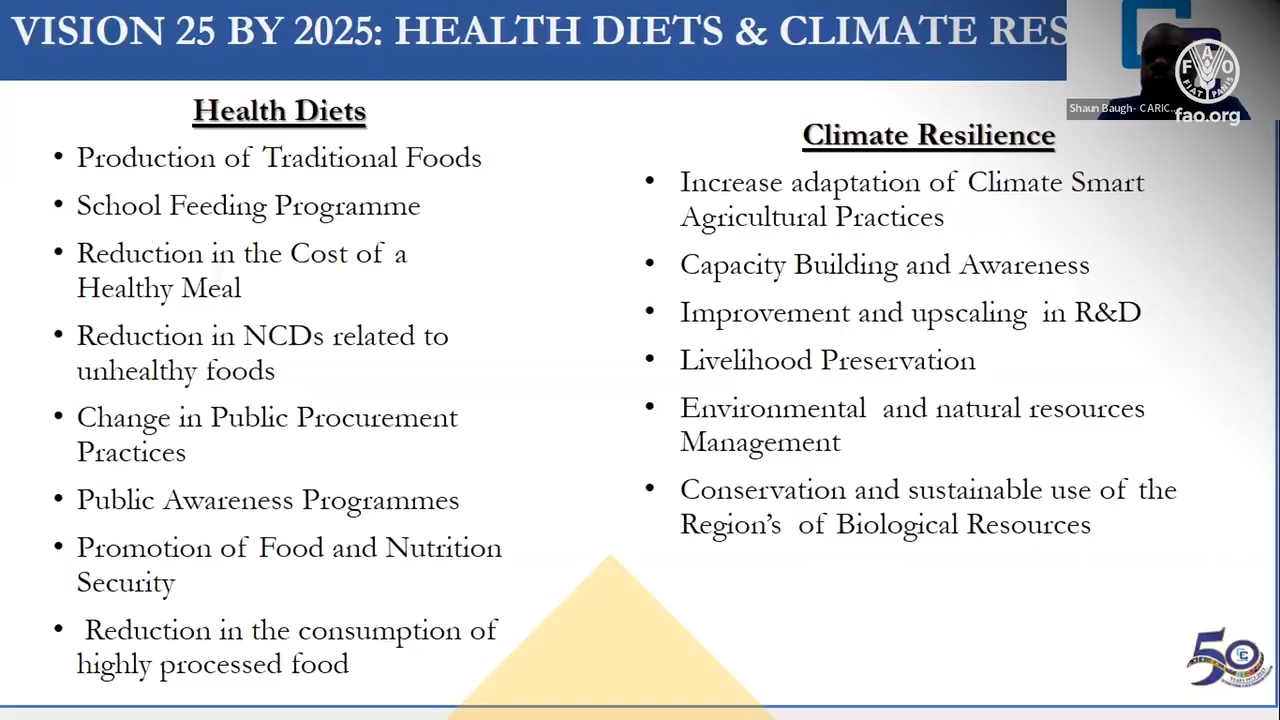 VISION 25 BY 2025: HEALTH DIETS & CLIMATE RES
Health Diets
• Production of Traditional Foods
• School Feeding Programme
• Reduction in the Cost of a
Healthy Meal
• Reduction in NCDs related to
unhealthy foods
• Change in Public Procurement
Practices
• Public Awareness Programmes
• Promotion of Food and Nutrition
Security
• Reduction in the consumption of
highly processed food
Climate Resilience
• Increase adaptation of Climate Smart
Agricultural Practices
• Capacity Building and Awareness
• Improvement and upscaling in R&D
• Livelihood Preservation
• Environmental and natural resources
Management
• Conservation and sustainable use of the
Region's of Biological Resources
Shaun Baugh- CARIC...
F A O
FIAT PANIS
fao.org
50